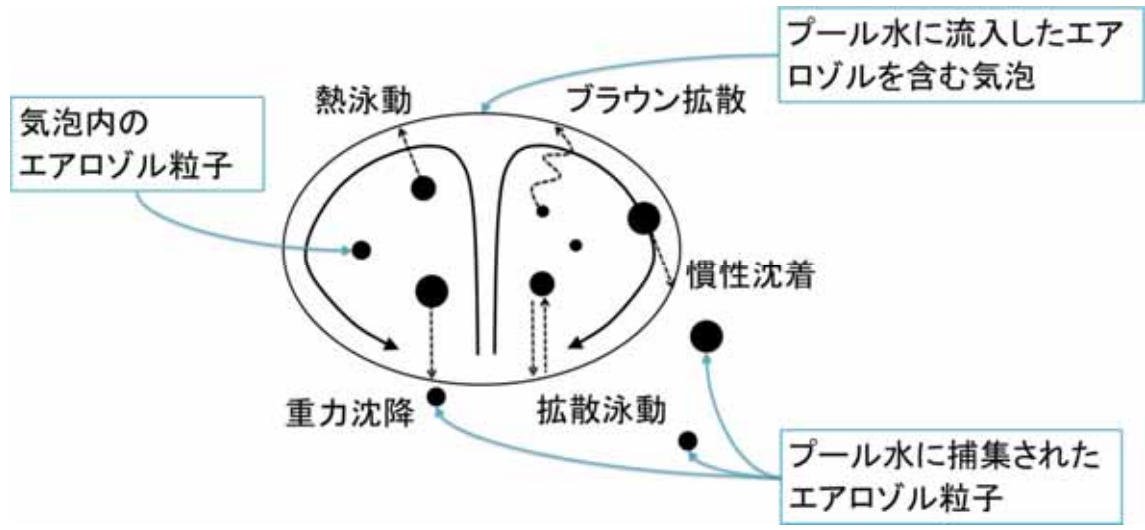 プール水に流入したエア
ロゾルを含む気泡
熱泳動
ブラウン拡散
気泡内の
エアロゾル粒子
慣性沈着
重力沈降
拡散泳動
プール水に捕集された
エアロゾル粒子